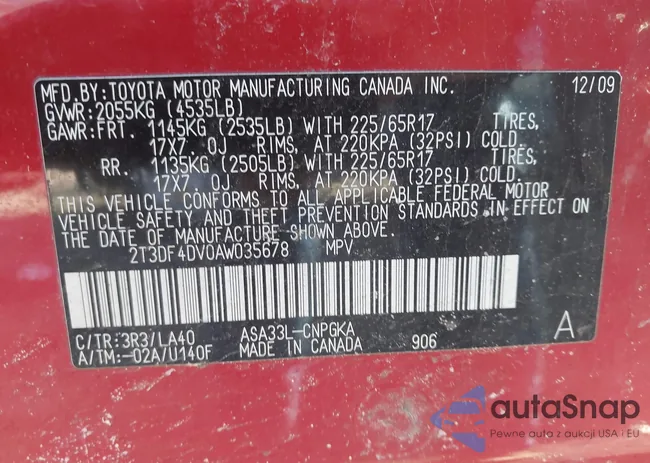 MFD.BY:TOYOTA MOTOR MANUFACTURING CANADA INC. 12/09
GVWR:2055KG (4535LB)
GAWR:FRT. 1145KG (2535LB) WITH 225/65R17 TIRES,
17X7.0J RIMS, AT 220KPA (32PSI) COLD.
RR. 1135KG (2505LB) WITH 225/65R17 TIRES,
17X7.0J RIMS, AT 220KPA (32PSI) COLD.
THIS VEHICLE CONFORMS TO ALL APPLICABLE FEDERAL MOTOR
VEHICLE SAFETY AND THEFT PREVENTION STANDARDS IN EFFECT ON
THE DATE OF MANUFACTURE SHOWN ABOVE.
2T3DF4DV0AW035678 MPV
C/TR:3R3/LA40 ASA33L-CNPGKA
A/TM:-02A/U140F MADE IN CANADA 906 A
autaSnap
Pewne auta z aukcji USA i EU